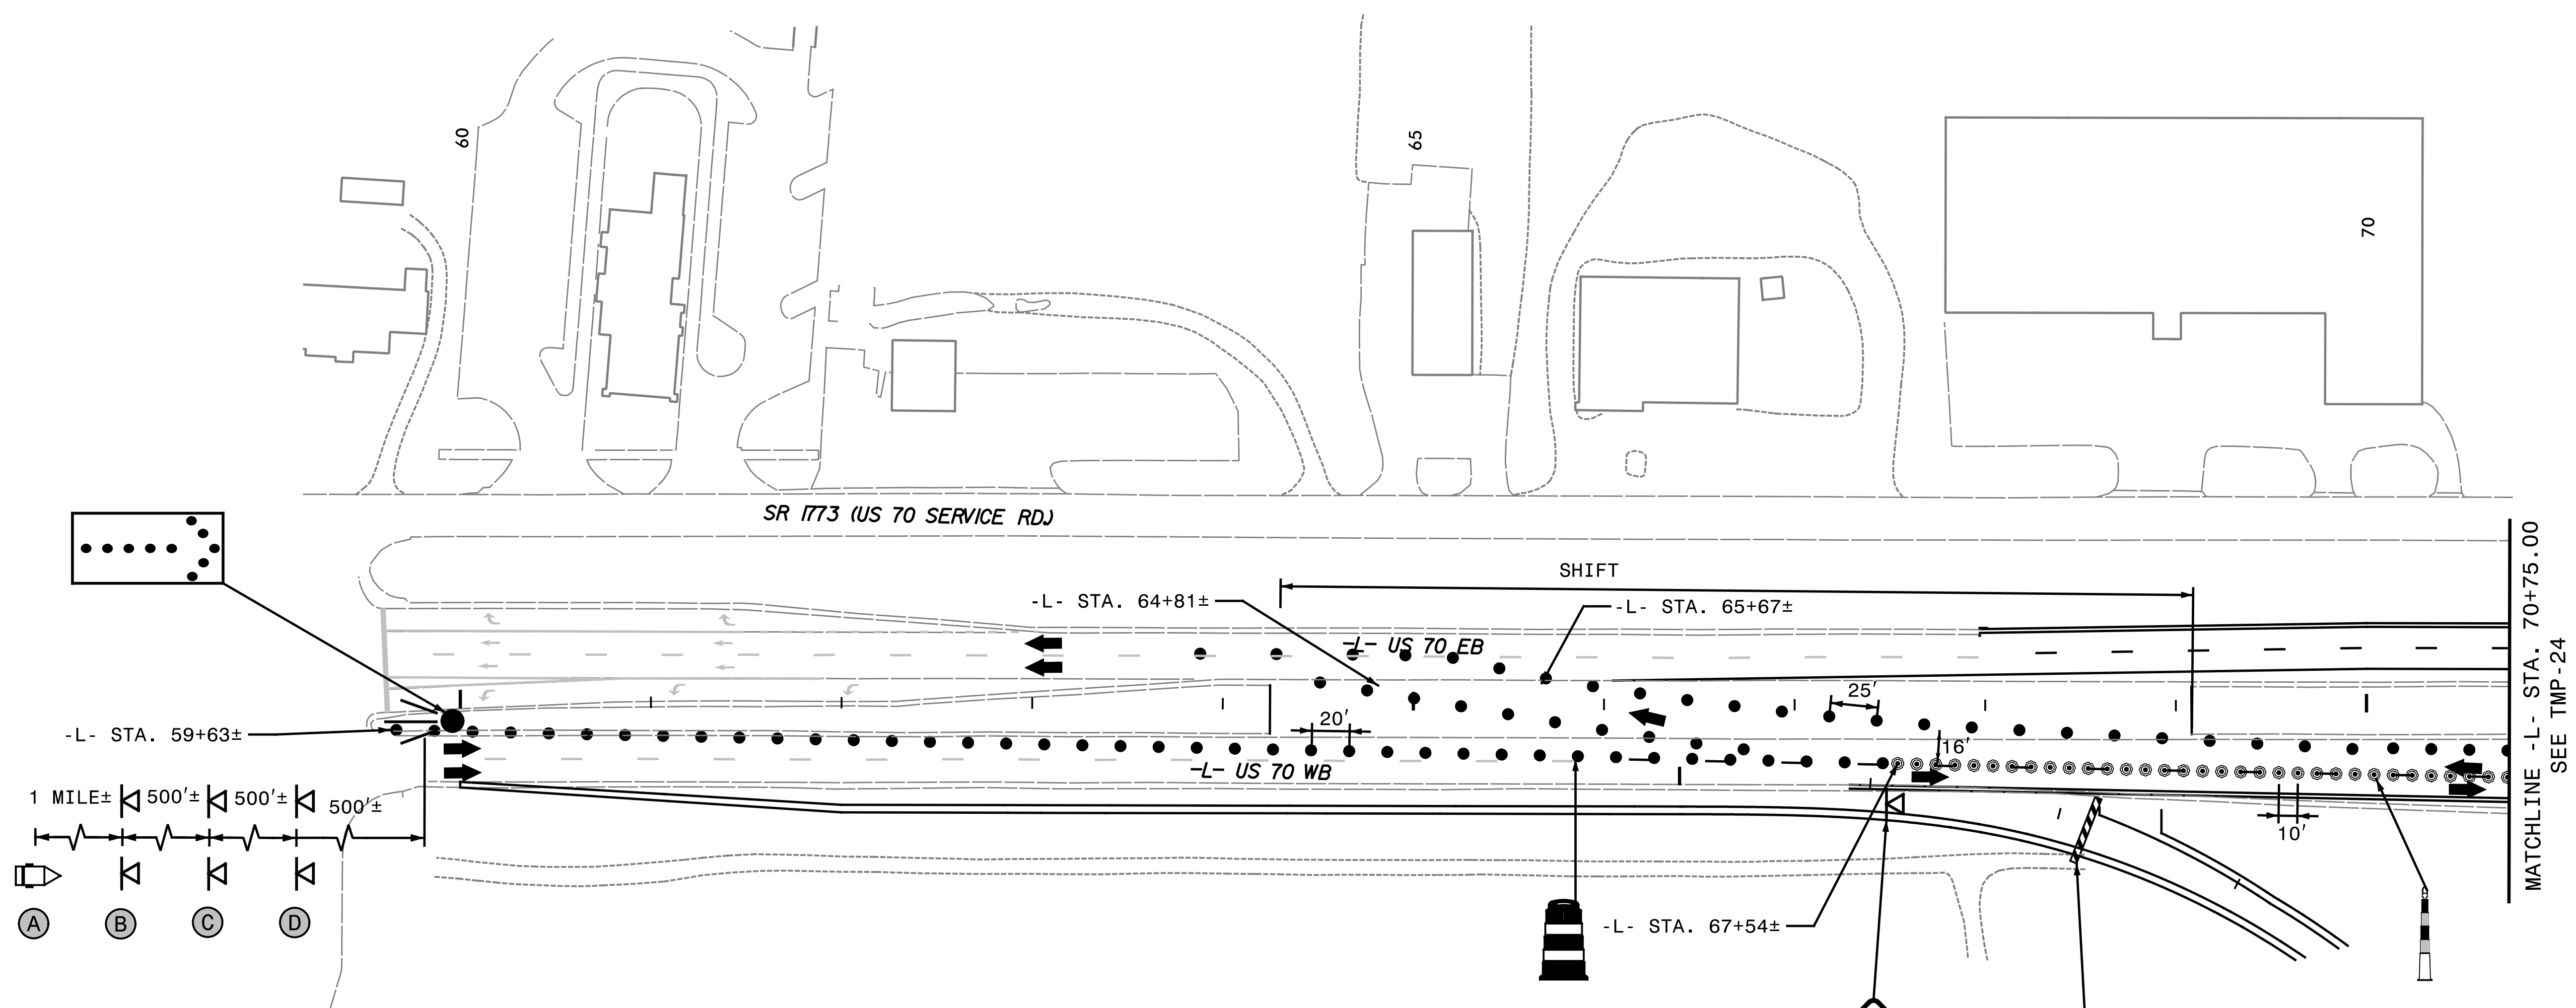 60
65
70
SR 1773 (US 70 SERVICE RD.)
SHIFT
-L- STA. 64+81±
-L- STA. 65+67±
-L- US 70 EB
25'
-L- STA. 59+63±
20'
16'
-L- US 70 WB
1 MILE±
500'±
500'±
500'±
10'
-L- STA. 67+54±
A
B
C
D
MATCHLINE -L- STA. 70+75.00
SEE TMP-24